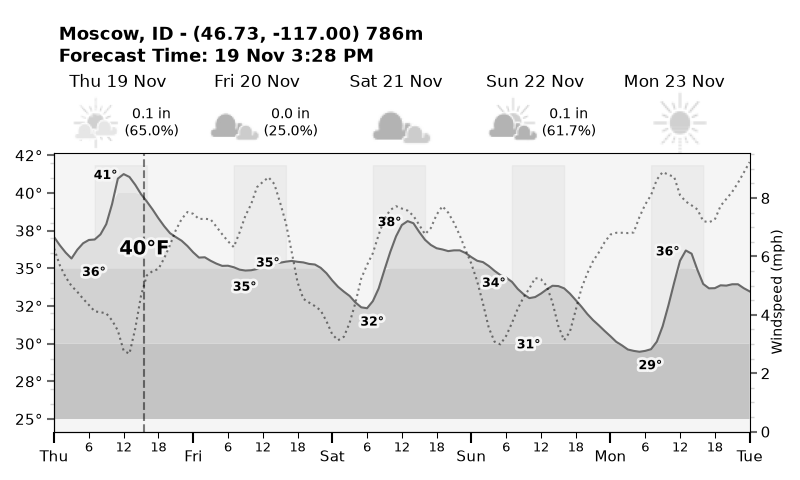 Moscow, ID - (46.73, -117.00) 786m
Forecast Time: 19 Nov 3:28 PM
Thu 19 Nov Fri 20 Nov Sat 21 Nov Sun 22 Nov Mon 23 Nov
0.1 in 0.0 in 0.1 in
(65.0%) (25.0%) (61.7%)
42°
40°
38°
35°
32°
30°
28°
25°
41°
36°
40°F
35°
35°
32°
38°
34°
31°
29°
36°
8
6
4
2
0
Windspeed (mph)
6 12 18 6 12 18 6 12 18 6 12 18 6 12 18
Thu Fri Sat Sun Mon Tue